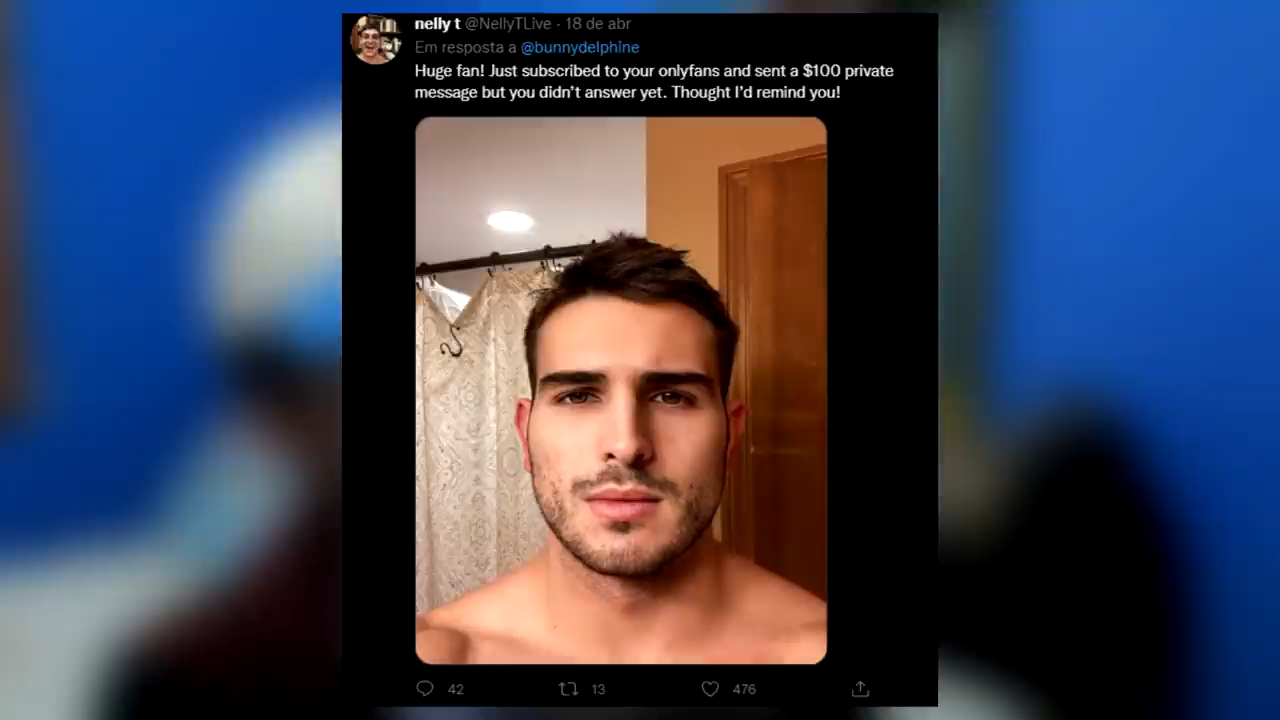 nelly t @NellyTLive · 18 de abr
Em resposta a @bunnydelphine
Huge fan! Just subscribed to your onlyfans and sent a $100 private
message but you didn’t answer yet. Thought I’d remind you!
42 13 476